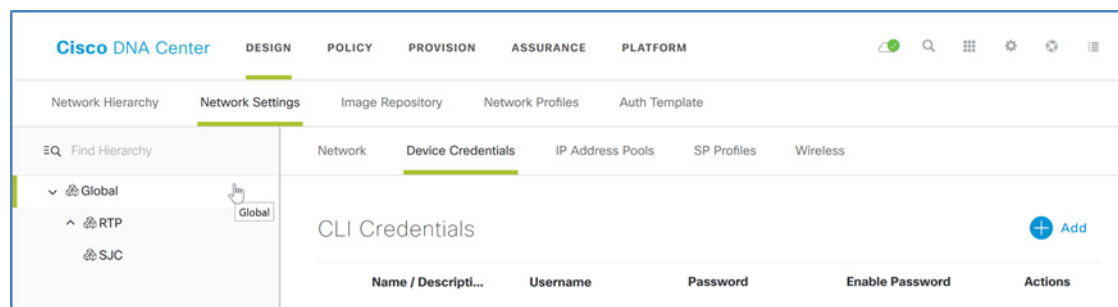 Cisco DNA Center DESIGN POLICY PROVISION ASSURANCE PLATFORM
Network Hierarchy Network Settings Image Repository Network Profiles Auth Template
Find Hierarchy
Network Device Credentials IP Address Pools SP Profiles Wireless
Global
Global
RTP
SJC
CLI Credentials
Add
Name / Descripti... Username Password Enable Password Actions